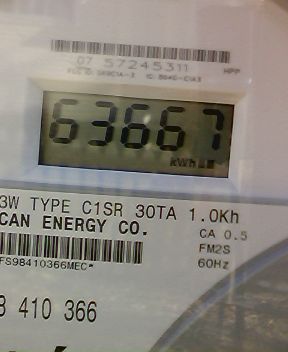 07 57245311
HPP
63667
kWh
3W TYPE C1SR 30TA 1.0Kh
CAN ENERGY CO.
CA 0.5
FM2S
FS98410366MEC*
60Hz
410 366